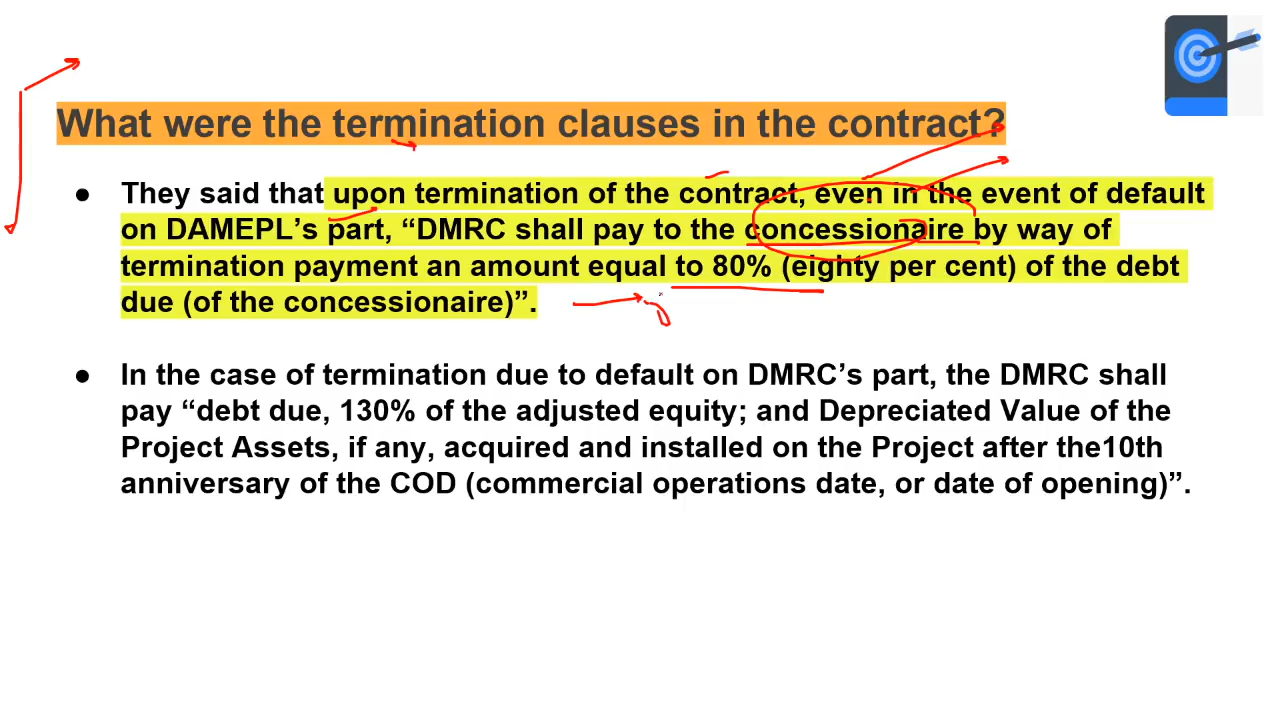 What were the termination clauses in the contract?
● They said that upon termination of the contract, even in the event of default
on DAMEPL’s part, “DMRC shall pay to the concessionaire by way of
termination payment an amount equal to 80% (eighty per cent) of the debt
due (of the concessionaire)”.
● In the case of termination due to default on DMRC’s part, the DMRC shall
pay “debt due, 130% of the adjusted equity; and Depreciated Value of the
Project Assets, if any, acquired and installed on the Project after the10th
anniversary of the COD (commercial operations date, or date of opening)”.